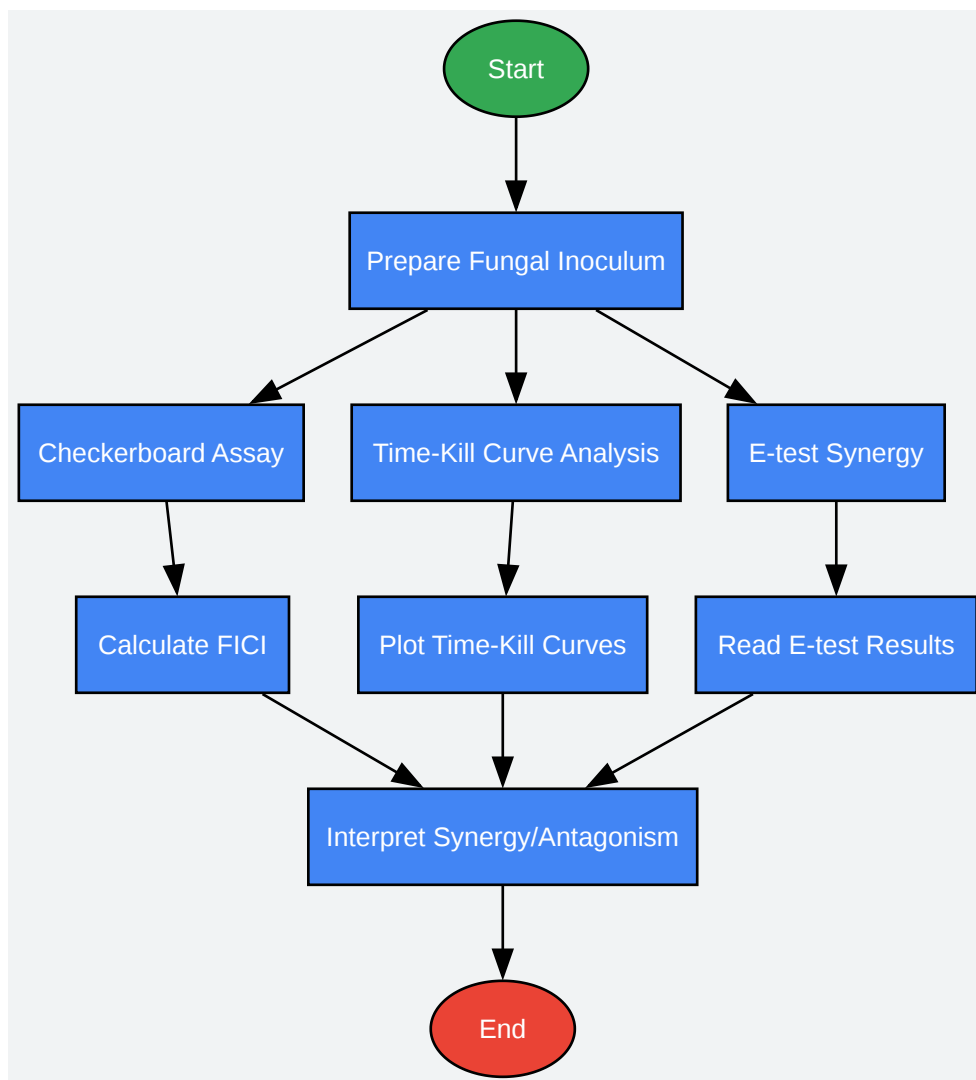 Start
Prepare Fungal Inoculum
Checkerboard Assay
Time-Kill Curve Analysis
E-test Synergy
Calculate FICI
Plot Time-Kill Curves
Read E-test Results
Interpret Synergy/Antagonism
End